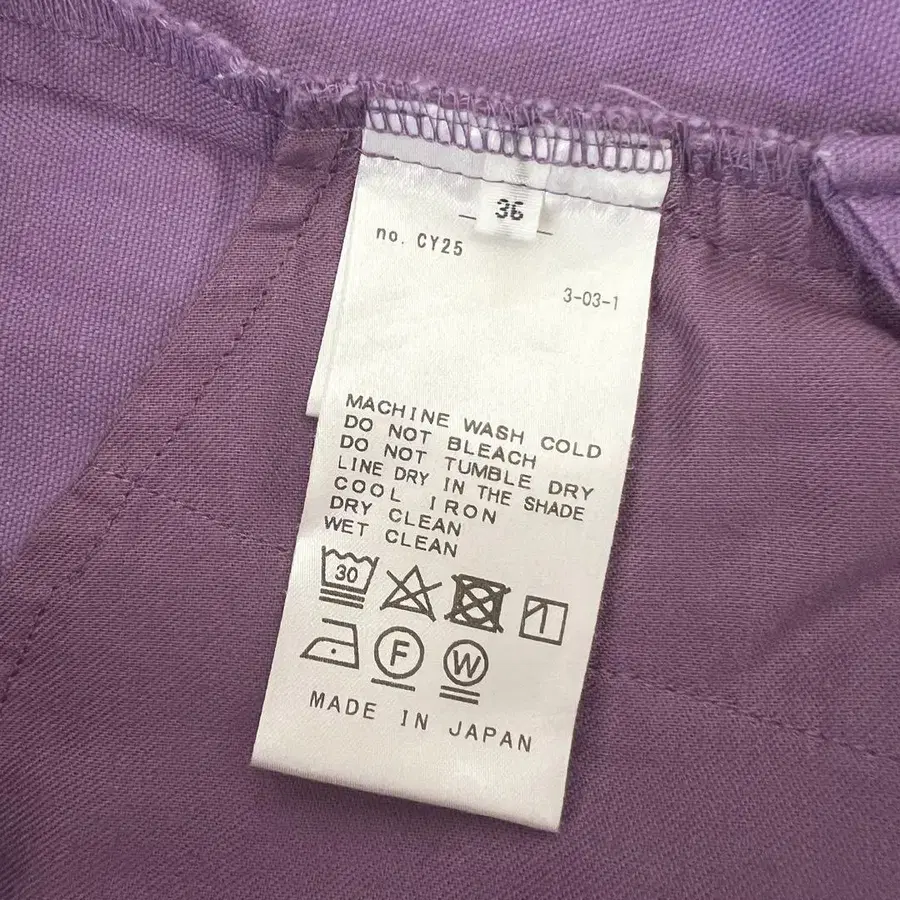 36
no. CY25
3-03-1
MACHINE WASH COLD
DO NOT BLEACH
DO NOT TUMBLE DRY
LINE DRY IN THE SHADE
COOL IRON
DRY CLEAN
WET CLEAN
30
F W
MADE IN JAPAN